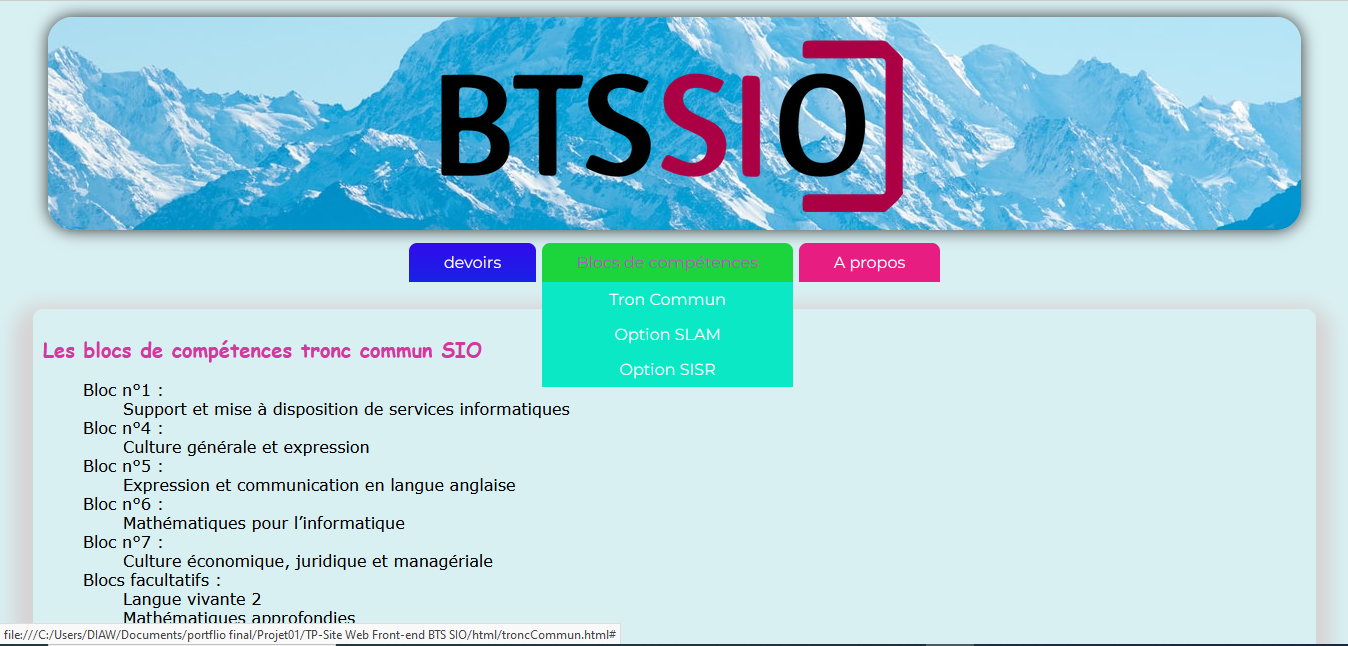 BTSSIO
devoirs
Blocs de compétences
A propos
Tron Commun
Option SLAM
Option SISR
Les blocs de compétences tronc commun SIO
Bloc n°1 :
Support et mise à disposition de services informatiques
Bloc n°4 :
Culture générale et expression
Bloc n°5 :
Expression et communication en langue anglaise
Bloc n°6 :
Mathématiques pour l’informatique
Bloc n°7 :
Culture économique, juridique et managériale
Blocs facultatifs :
Langue vivante 2
Mathématiques approfondies
file:///C:/Users/DIAW/Documents/portflio final/Projet01/TP-Site Web Front-end BTS SIO/html/troncCommun.html#